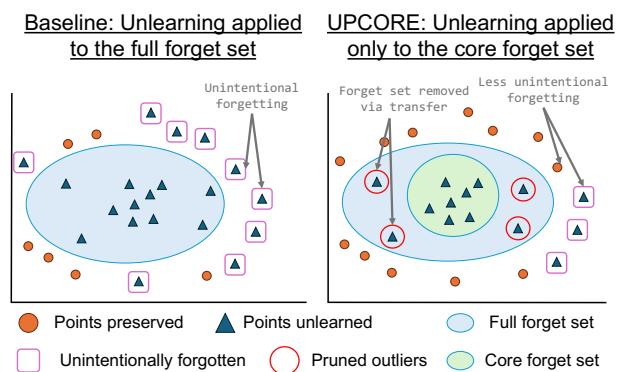 Baseline: Unlearning applied
to the full forget set
UPCORE: Unlearning applied
only to the core forget set
Unintentional
forgetting
Forget set removed
via transfer
Less unintentional
forgetting
Points preserved
Points unlearned
Full forget set
Unintentionally forgotten
Pruned outliers
Core forget set